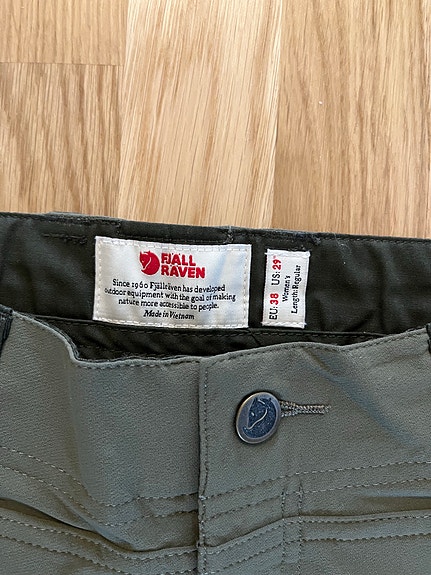 FJÄLL
RÄVEN
Since 1960 Fjällräven has developed
outdoor equipment with the goal of making
nature more accessible to people.
Made in Vietnam
EU: 38 US: 29"
Women's
Length: Regular